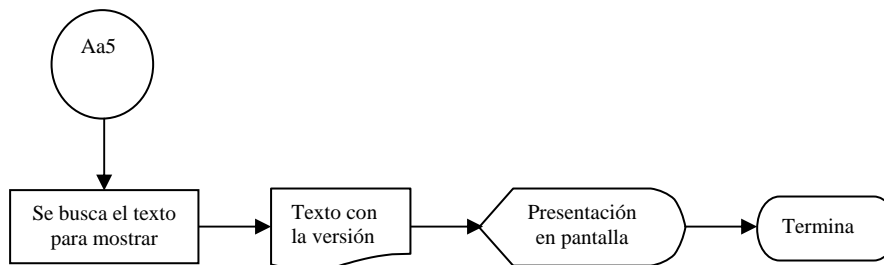 Aa5
Se busca el texto
para mostrar
Texto con
la versión
Presentación
en pantalla
Termina